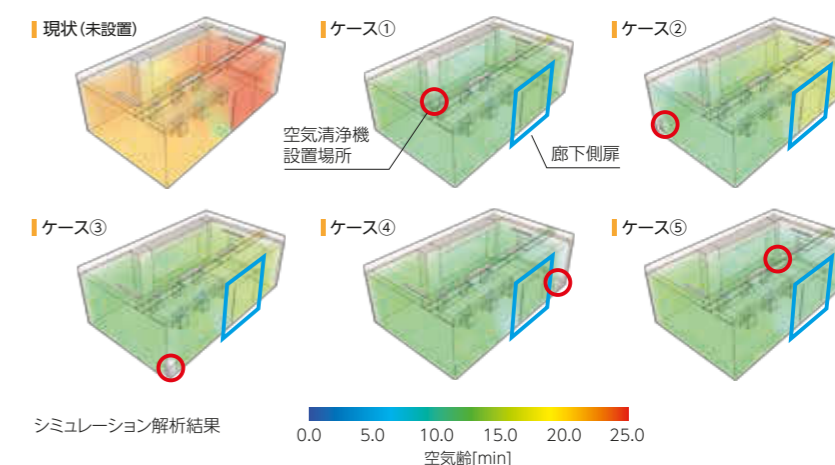 現状(未設置)
ケース①
ケース②
空気清浄機
設置場所
廊下側扉
ケース③
ケース④
ケース⑤
シミュレーション解析結果
0.0 5.0 10.0 15.0 20.0 25.0
空気齢[min]